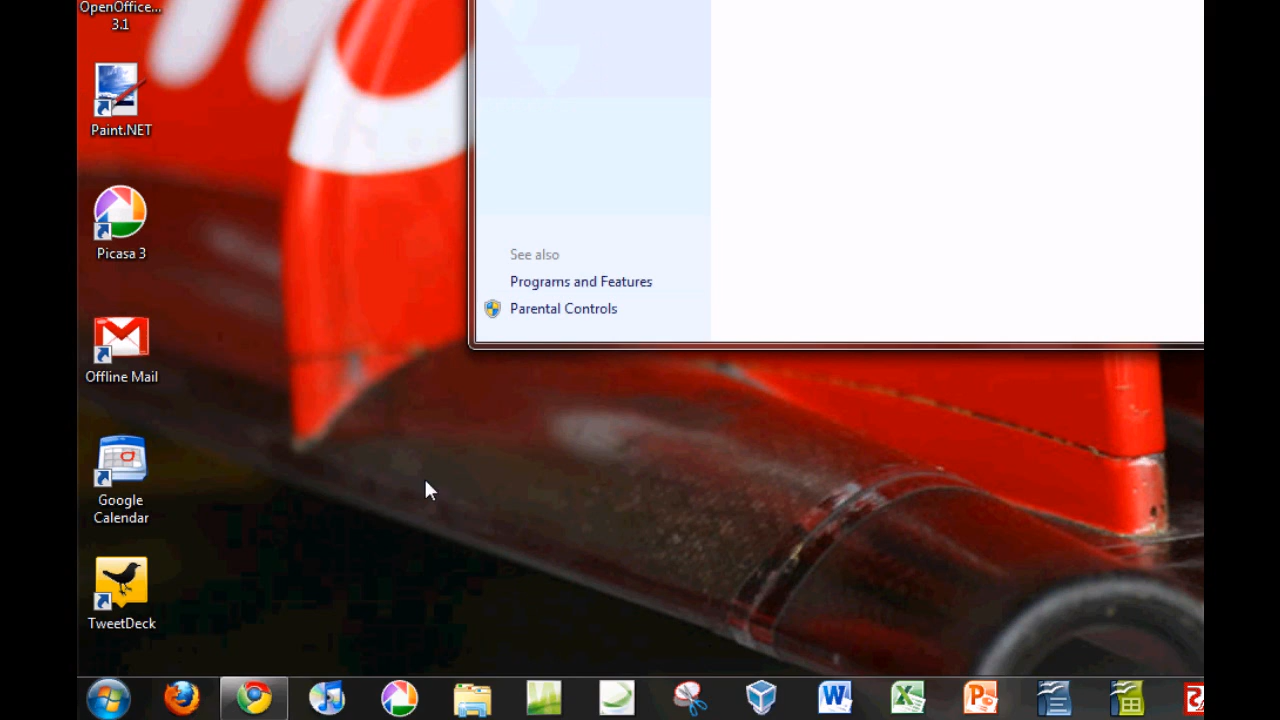 OpenOffice...
3.1
Paint.NET
Picasa 3
Offline Mail
Google
Calendar
TweetDeck
See also
Programs and Features
Parental Controls
W
X
P